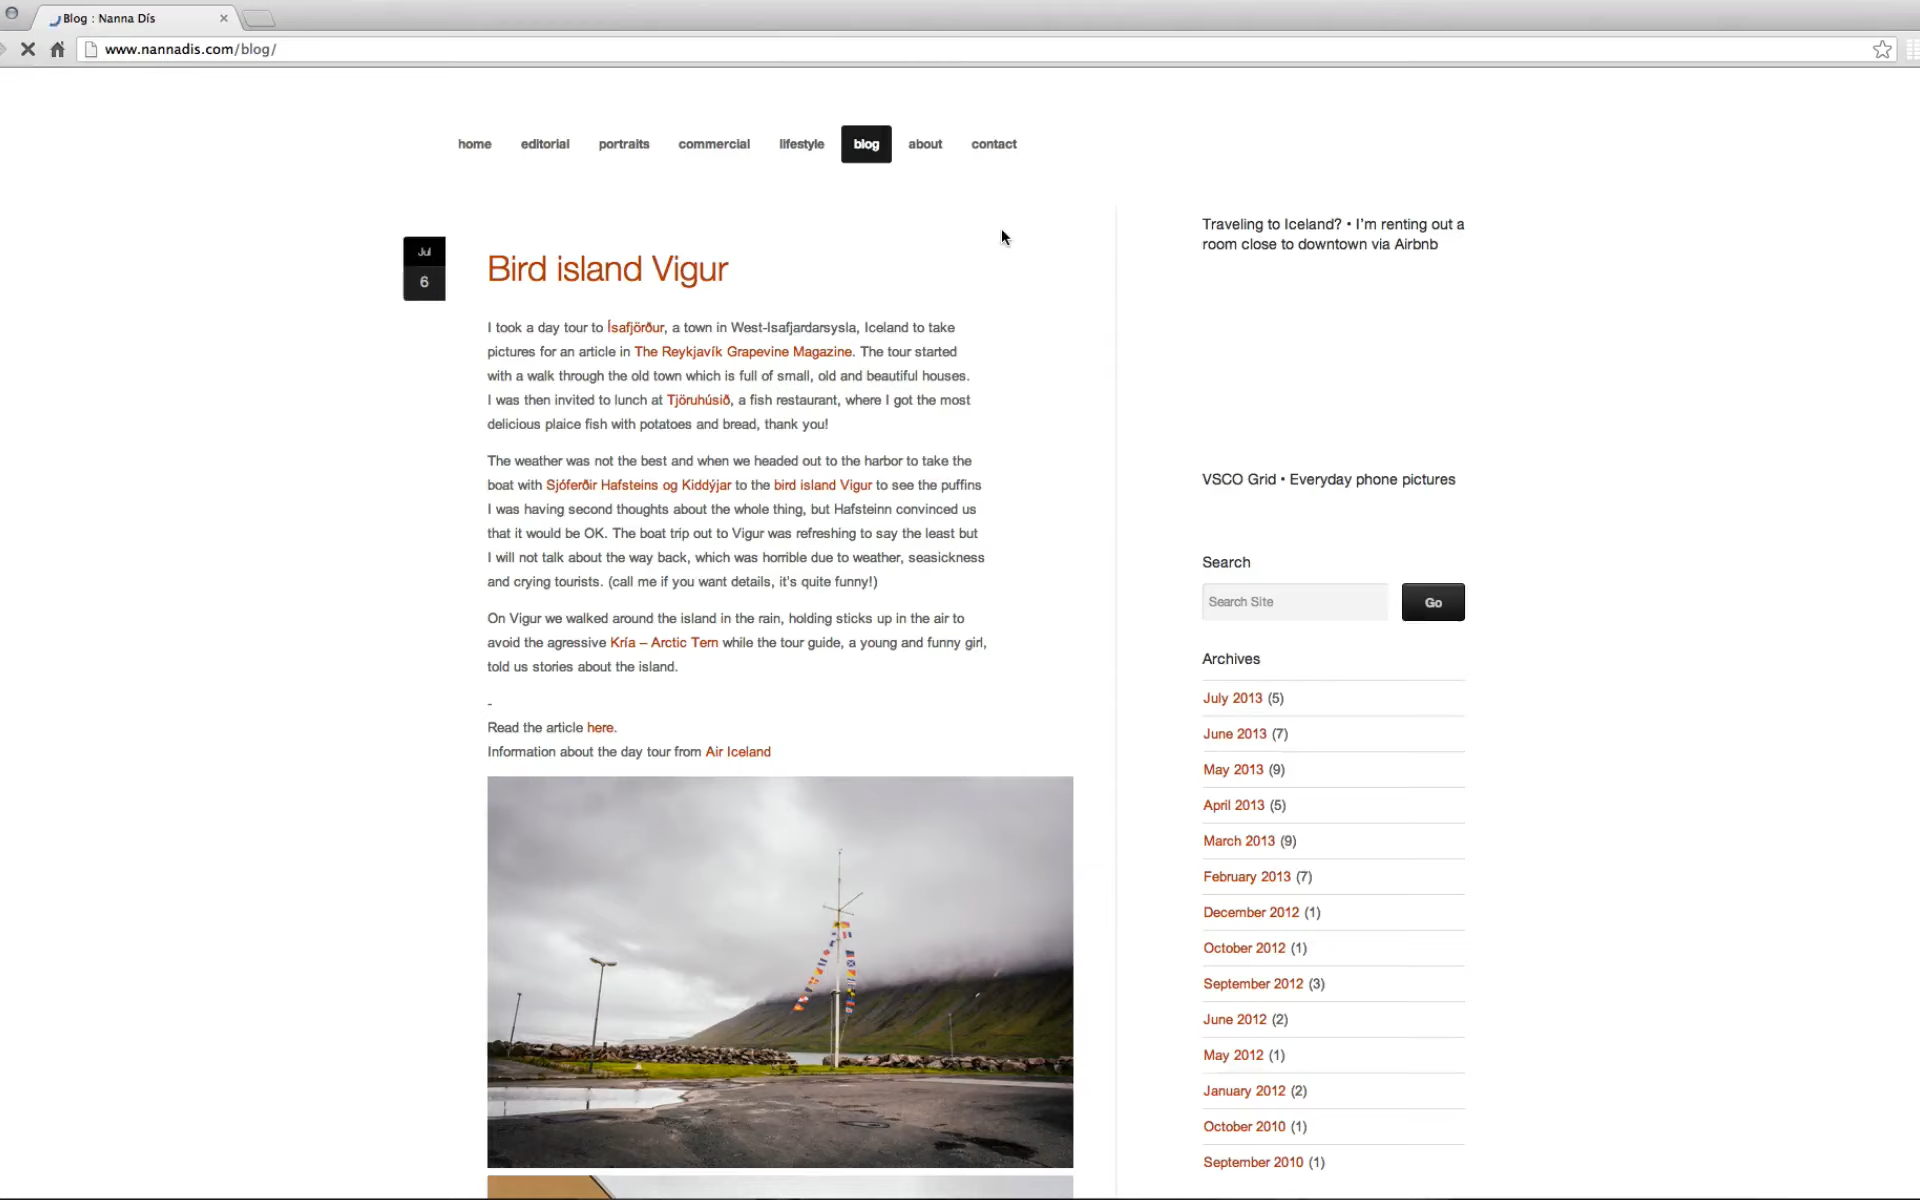 Blog : Nanna Dís
www.nannadis.com/blog/
home editorial portraits commercial lifestyle blog about contact
Jul
6
Bird island Vigur
I took a day tour to Ísafjörður, a town in West-Isafjardarsysla, Iceland to take
pictures for an article in The Reykjavík Grapevine Magazine. The tour started
with a walk through the old town which is full of small, old and beautiful houses.
I was then invited to lunch at Tjöruhúsið, a fish restaurant, where I got the most
delicious plaice fish with potatoes and bread, thank you!
The weather was not the best and when we headed out to the harbor to take the
boat with Sjóferðir Hafsteins og Kiddýjar to the bird island Vigur to see the puffins
I was having second thoughts about the whole thing, but Hafsteinn convinced us
that it would be OK. The boat trip out to Vigur was refreshing to say the least but
I will not talk about the way back, which was horrible due to weather, seasickness
and crying tourists. (call me if you want details, it's quite funny!)
On Vigur we walked around the island in the rain, holding sticks up in the air to
avoid the agressive Kría – Arctic Tern while the tour guide, a young and funny girl,
told us stories about the island.
-
Read the article here.
Information about the day tour from Air Iceland
Traveling to Iceland? • I'm renting out a
room close to downtown via Airbnb
VSCO Grid • Everyday phone pictures
Search
Search Site Go
Archives
July 2013 (5)
June 2013 (7)
May 2013 (9)
April 2013 (5)
March 2013 (9)
February 2013 (7)
December 2012 (1)
October 2012 (1)
September 2012 (3)
June 2012 (2)
May 2012 (1)
January 2012 (2)
October 2010 (1)
September 2010 (1)